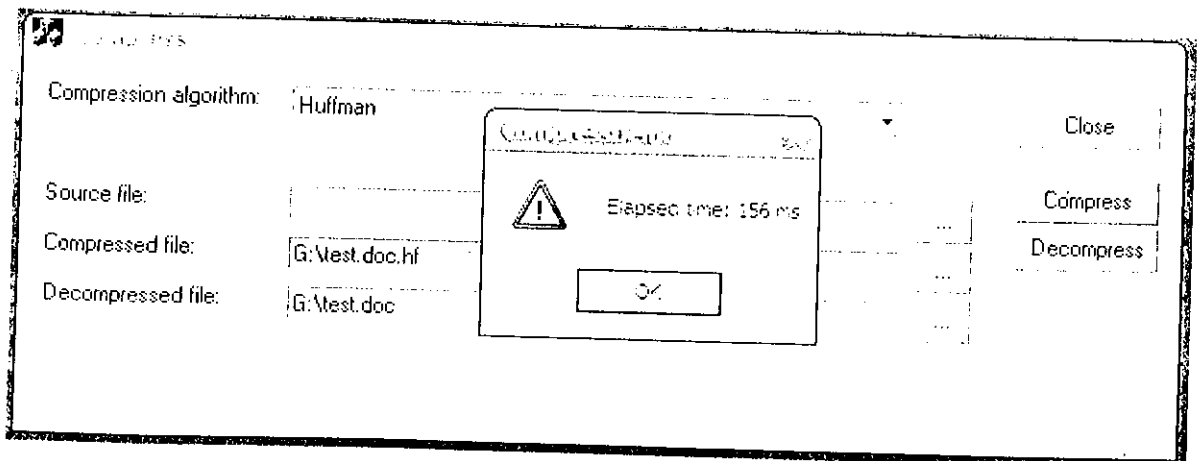 Compression algorithm:
Huffman
Close
Source file:
...
Compress
Compressed file:
G:\test.doc.hf
...
Decompress
Decompressed file:
G:\test.doc
...
Elapsed time: 156 ms
OK